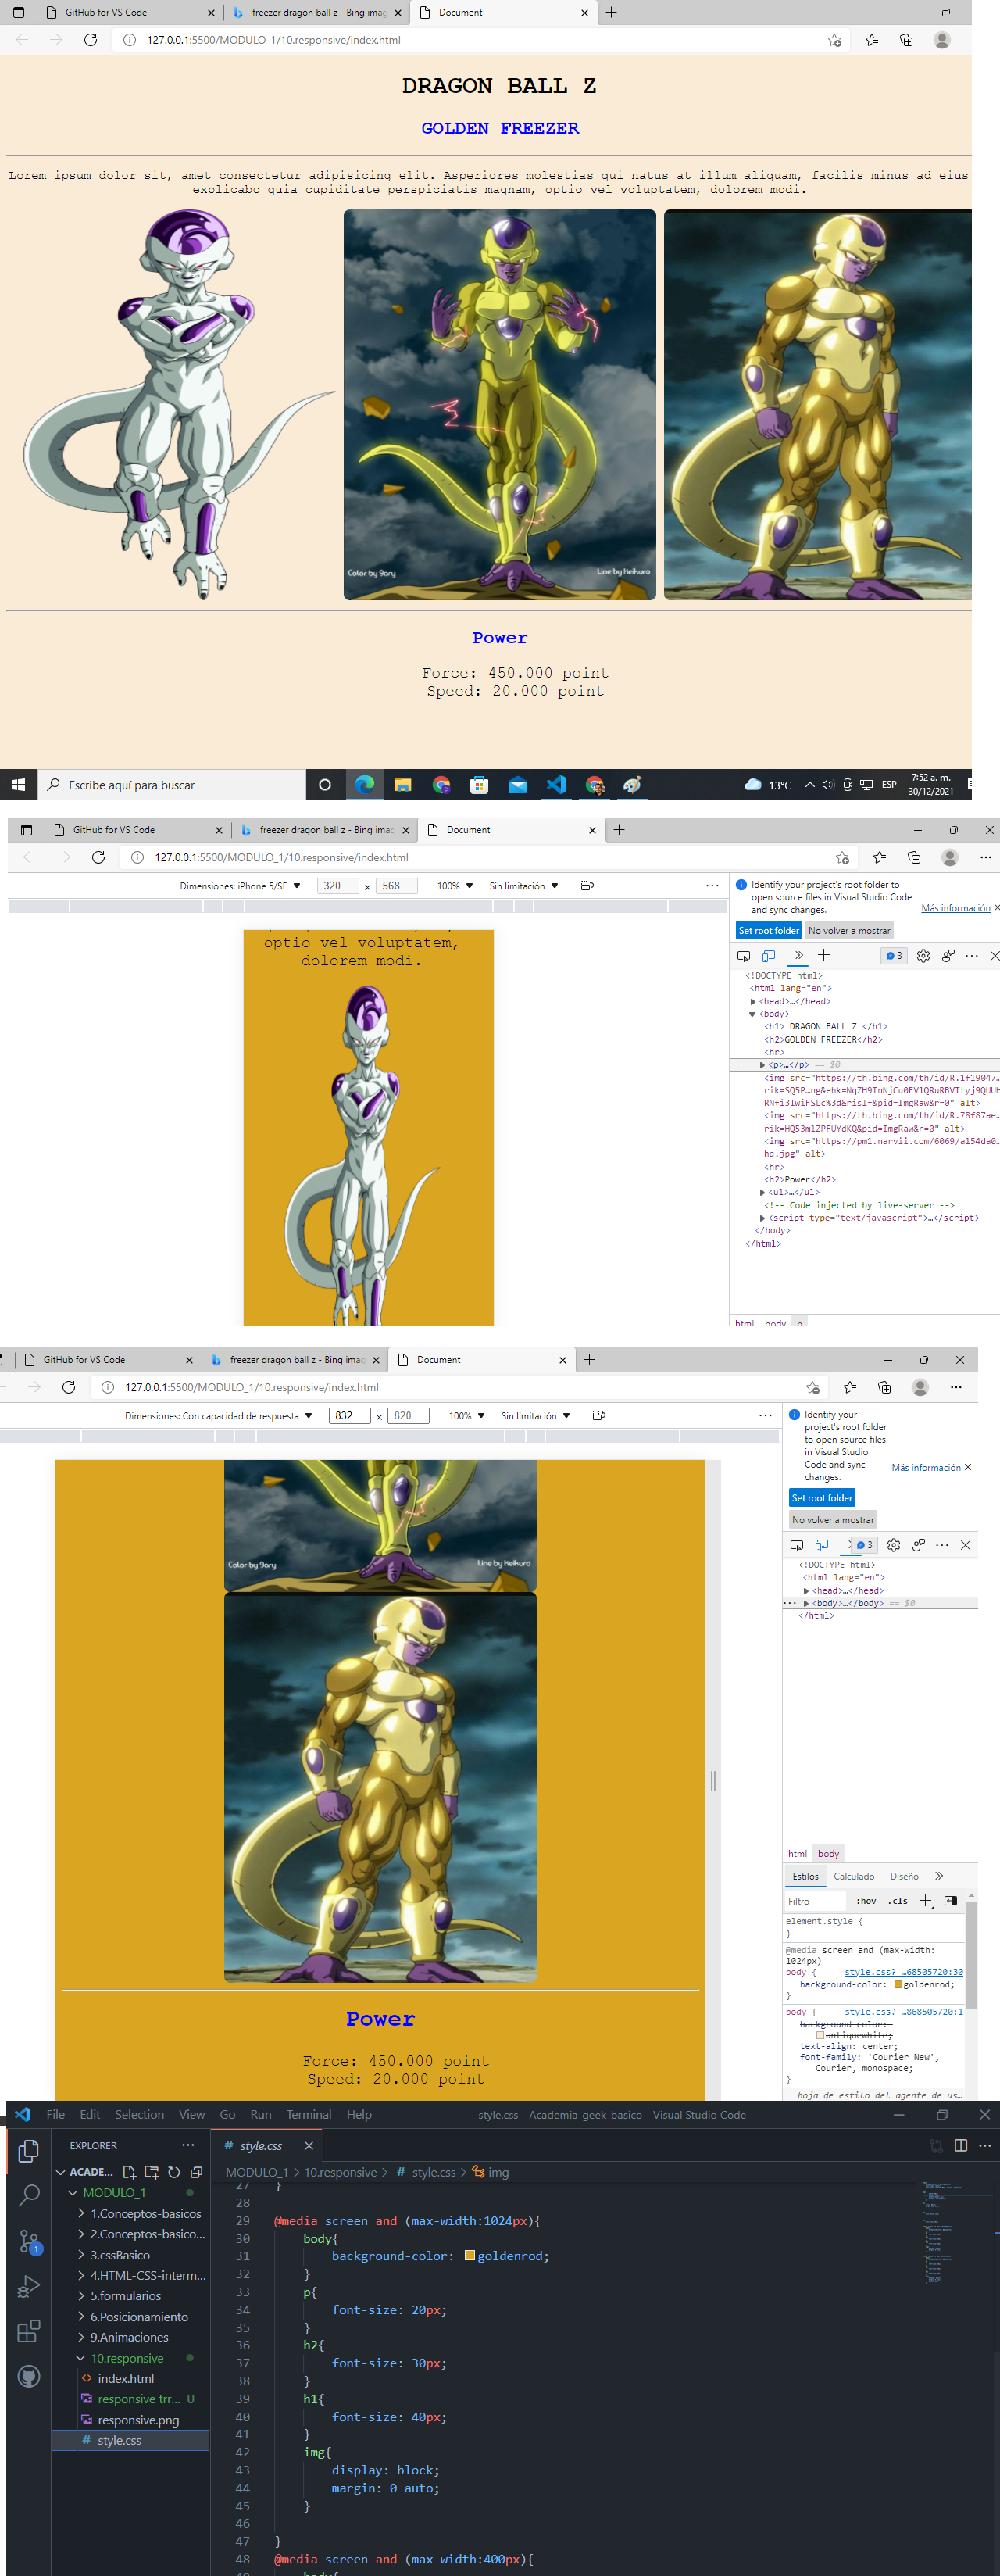 GitHub for VS Code
freezer dragon ball z - Bing imag
Document
127.0.0.1:5500/MODULO_1/10.responsive/index.html
DRAGON BALL Z
GOLDEN FREEZER
Lorem ipsum dolor sit, amet consectetur adipisicing elit. Asperiores molestias qui natus at illum aliquam, facilis minus ad eius
explicabo quia cupiditate perspiciatis magnam, optio vel voluptatem, dolorem modi.
Color by 9ary
Line by Keikuro
Power
Force: 450.000 point
Speed: 20.000 point
Escribe aquí para buscar
13°C
ESP
7:52 a. m.
30/12/2021
GitHub for VS Code
freezer dragon ball z - Bing imag
Document
127.0.0.1:5500/MODULO_1/10.responsive/index.html
Dimensiones: iPhone 5/SE
320 x 568
100%
Sin limitación
Identify your project's root folder to
open source files in Visual Studio Code
and sync changes.
Más información
Set root folder
No volver a mostrar
3
optio vel voluptatem,
dolorem modi.
<!DOCTYPE html>
<html lang="en">
<head>…</head>
<body>
<h1> DRAGON BALL Z </h1>
<h2>GOLDEN FREEZER</h2>
<hr>
<p>…</p> == $0
<img src="https://th.bing.com/th/id/R.1f19047…
rik=SQ5P…ng&ehk=NqZH9TnNjCu0FV1QRuRBVTtyj9QUUH
RNfi31wiFSLc%3d&risl=&pid=ImgRaw&r=0" alt>
<img src="https://th.bing.com/th/id/R.78f87ae…
rik=HQ53mlZPFUYdKQ&pid=ImgRaw&r=0" alt>
<img src="https://pm1.narvii.com/6069/a154da0…
hq.jpg" alt>
<hr>
<h2>Power</h2>
<ul>…</ul>
<!-- Code injected by live-server -->
<script type="text/javascript">…</script>
</body>
</html>
html body p
GitHub for VS Code
freezer dragon ball z - Bing imag
Document
127.0.0.1:5500/MODULO_1/10.responsive/index.html
Dimensiones: Con capacidad de respuesta
832 x 820
100%
Sin limitación
Identify your
project's root folder
to open source files
in Visual Studio
Code and sync
changes.
Más información
Set root folder
No volver a mostrar
3
Color by 9ary
Line by Keikuro
<!DOCTYPE html>
<html lang="en">
<head>…</head>
<body>…</body> == $0
</html>
html body
Estilos
Calculado
Diseño
Filtro
:hov
.cls
element.style {
}
@media screen and (max-width:
1024px)
body {
style.css?_…68505720:30
background-color: goldenrod;
}
body {
style.css?_…868505720:1
background-color:
antiquewhite;
text-align: center;
font-family: 'Courier New',
Courier, monospace;
}
hoja de estilo del agente de us…
Power
Force: 450.000 point
Speed: 20.000 point
File Edit Selection View Go Run Terminal Help
style.css - Academia-geek-basico - Visual Studio Code
EXPLORER
ACADE…
MODULO_1
1.Conceptos-basicos
2.Conceptos-basico…
3.cssBasico
4.HTML-CSS-interm…
5.formularios
6.Posicionamiento
9.Animaciones
10.responsive
index.html
responsive trr… U
responsive.png
# style.css
1
# style.css
MODULO_1 > 10.responsive > # style.css > img
27 }
28
29 @media screen and (max-width:1024px){
30 body{
31 background-color: goldenrod;
32 }
33 p{
34 font-size: 20px;
35 }
36 h2{
37 font-size: 30px;
38 }
39 h1{
40 font-size: 40px;
41 }
42 img{
43 display: block;
44 margin: 0 auto;
45 }
46
47 }
48 @media screen and (max-width:400px){